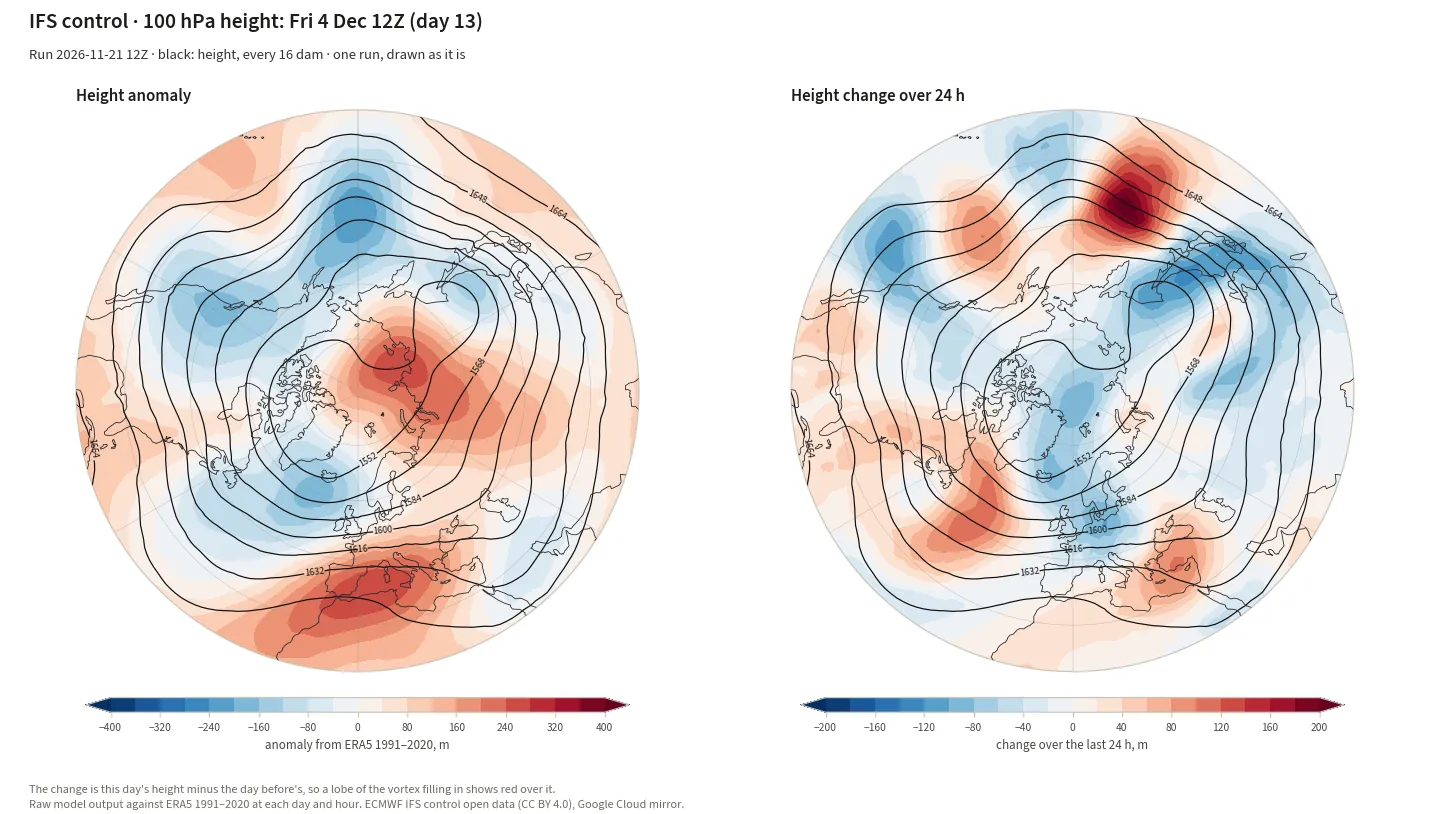 IFS control · 100 hPa height: Fri 4 Dec 12Z (day 13)
Run 2026-11-21 12Z · black: height, every 16 dam · one run, drawn as it is
Height anomaly
1648
1664
1568
1664
1552
1584
1600
1616
1632
−400 −320 −240 −160 −80 0 80 160 240 320 400
anomaly from ERA5 1991–2020, m
Height change over 24 h
1648
1664
1568
1664
1552
1584
1600
1616
1632
−200 −160 −120 −80 −40 0 40 80 120 160 200
change over the last 24 h, m
The change is this day's height minus the day before's, so a lobe of the vortex filling in shows red over it.
Raw model output against ERA5 1991–2020 at each day and hour. ECMWF IFS control open data (CC BY 4.0), Google Cloud mirror.